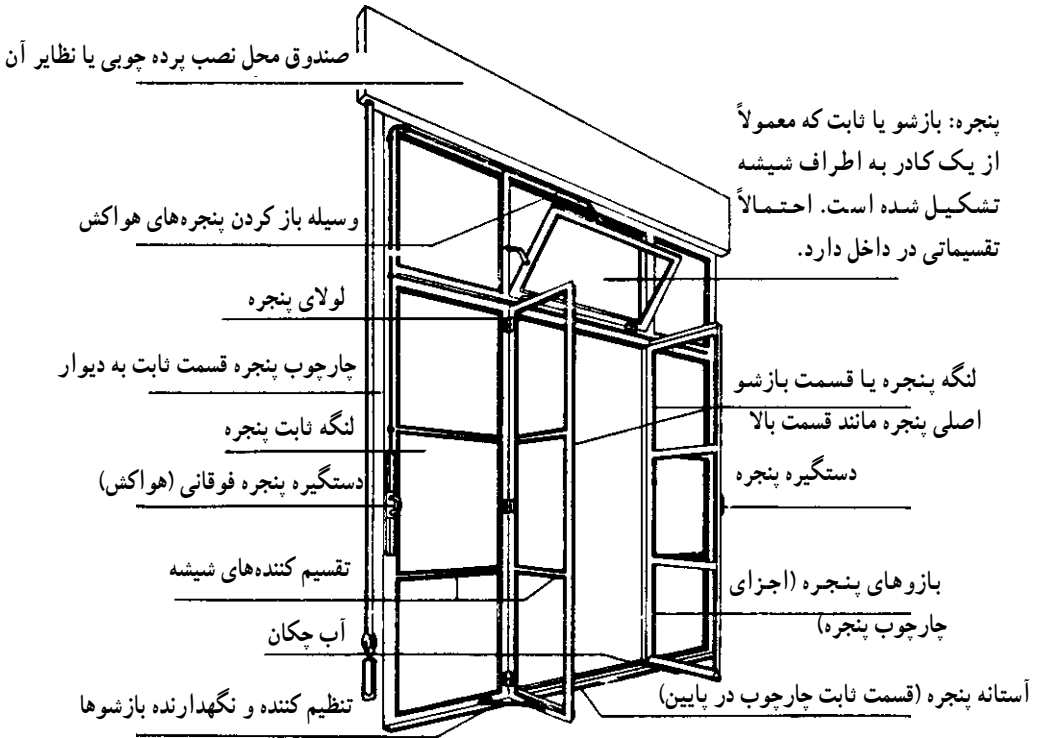 صندوق محل نصب پرده چوبی یا نظایر آن
پنجره: بازشو یا ثابت که معمولاً
از یک کادر به اطراف شیشه
تشکیل شده است. احتمالاً
تقسیماتی در داخل دارد.
وسیله باز کردن پنجره‌های هواکش
لولای پنجره
چارچوب پنجره قسمت ثابت به دیوار
لنگه ثابت پنجره
دستگیره پنجره فوقانی (هواکش)
تقسیم کننده‌های شیشه
آب چکان
تنظیم کننده و نگهدارنده بازشوها
لنگه پنجره یا قسمت بازشو
اصلی پنجره مانند قسمت بالا
دستگیره پنجره
بازوهای پنجره (اجزای
چارچوب پنجره)
آستانه پنجره (قسمت ثابت چارچوب در پایین)